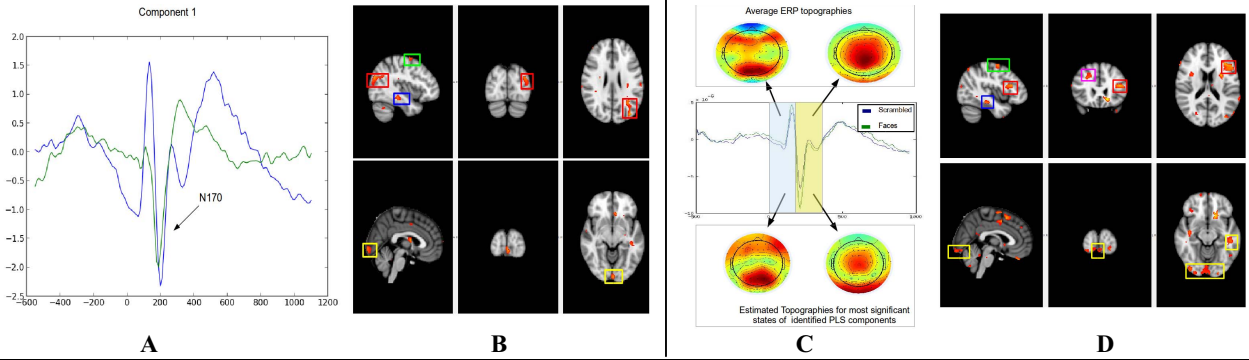 Component 1
2.0
1.5
1.0
0.5
0.0
−0.5
−1.0
−1.5
−2.0
−2.5
N170
−600
−400
−200
0
200
400
600
800
1000
1200
A
B
Average ERP topographies
Scrambled
Faces
0
500
1000
Estimated Topographies for most significant
states of identified PLS components
C
D